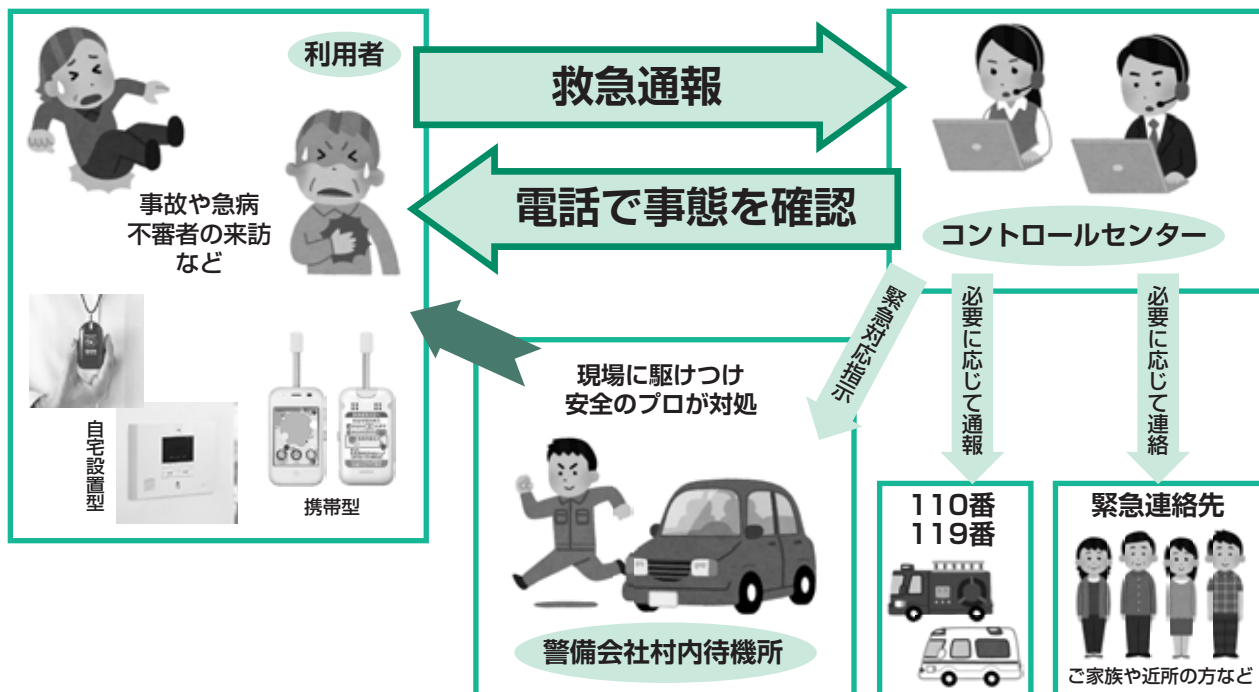 利用者
事故や急病
不審者の来訪
など
自宅設置型
携帯型
救急通報
電話で事態を確認
コントロールセンター
緊急対応指示
必要に応じて通報
必要に応じて連絡
現場に駆けつけ
安全のプロが対処
警備会社村内待機所
110番
119番
緊急連絡先
ご家族や近所の方など